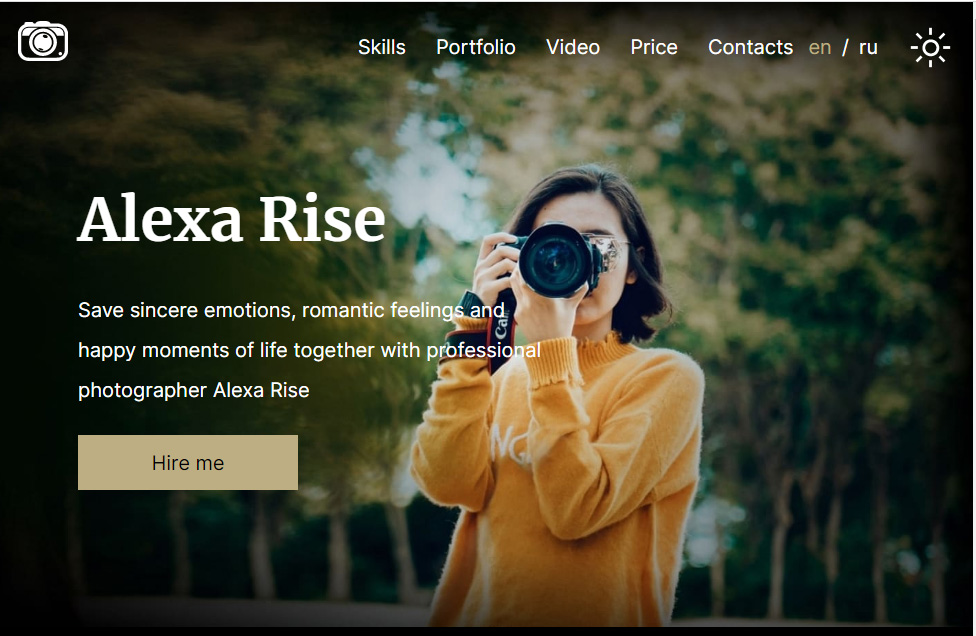 Skills Portfolio Video Price Contacts en / ru
Alexa Rise
Save sincere emotions, romantic feelings and
happy moments of life together with professional
photographer Alexa Rise
Hire me